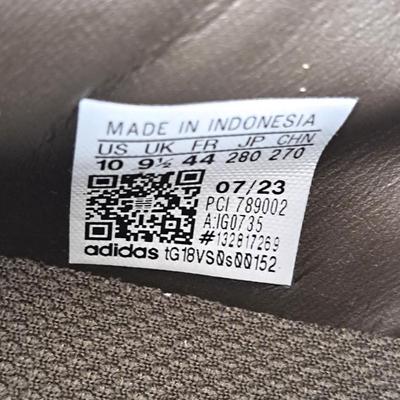 MADE IN INDONESIA
US UK FR JP CHN
10 9½ 44 280 270
07/23
PCI 789002
A:IG0735
#132817269
adidas tG18VS0s00152